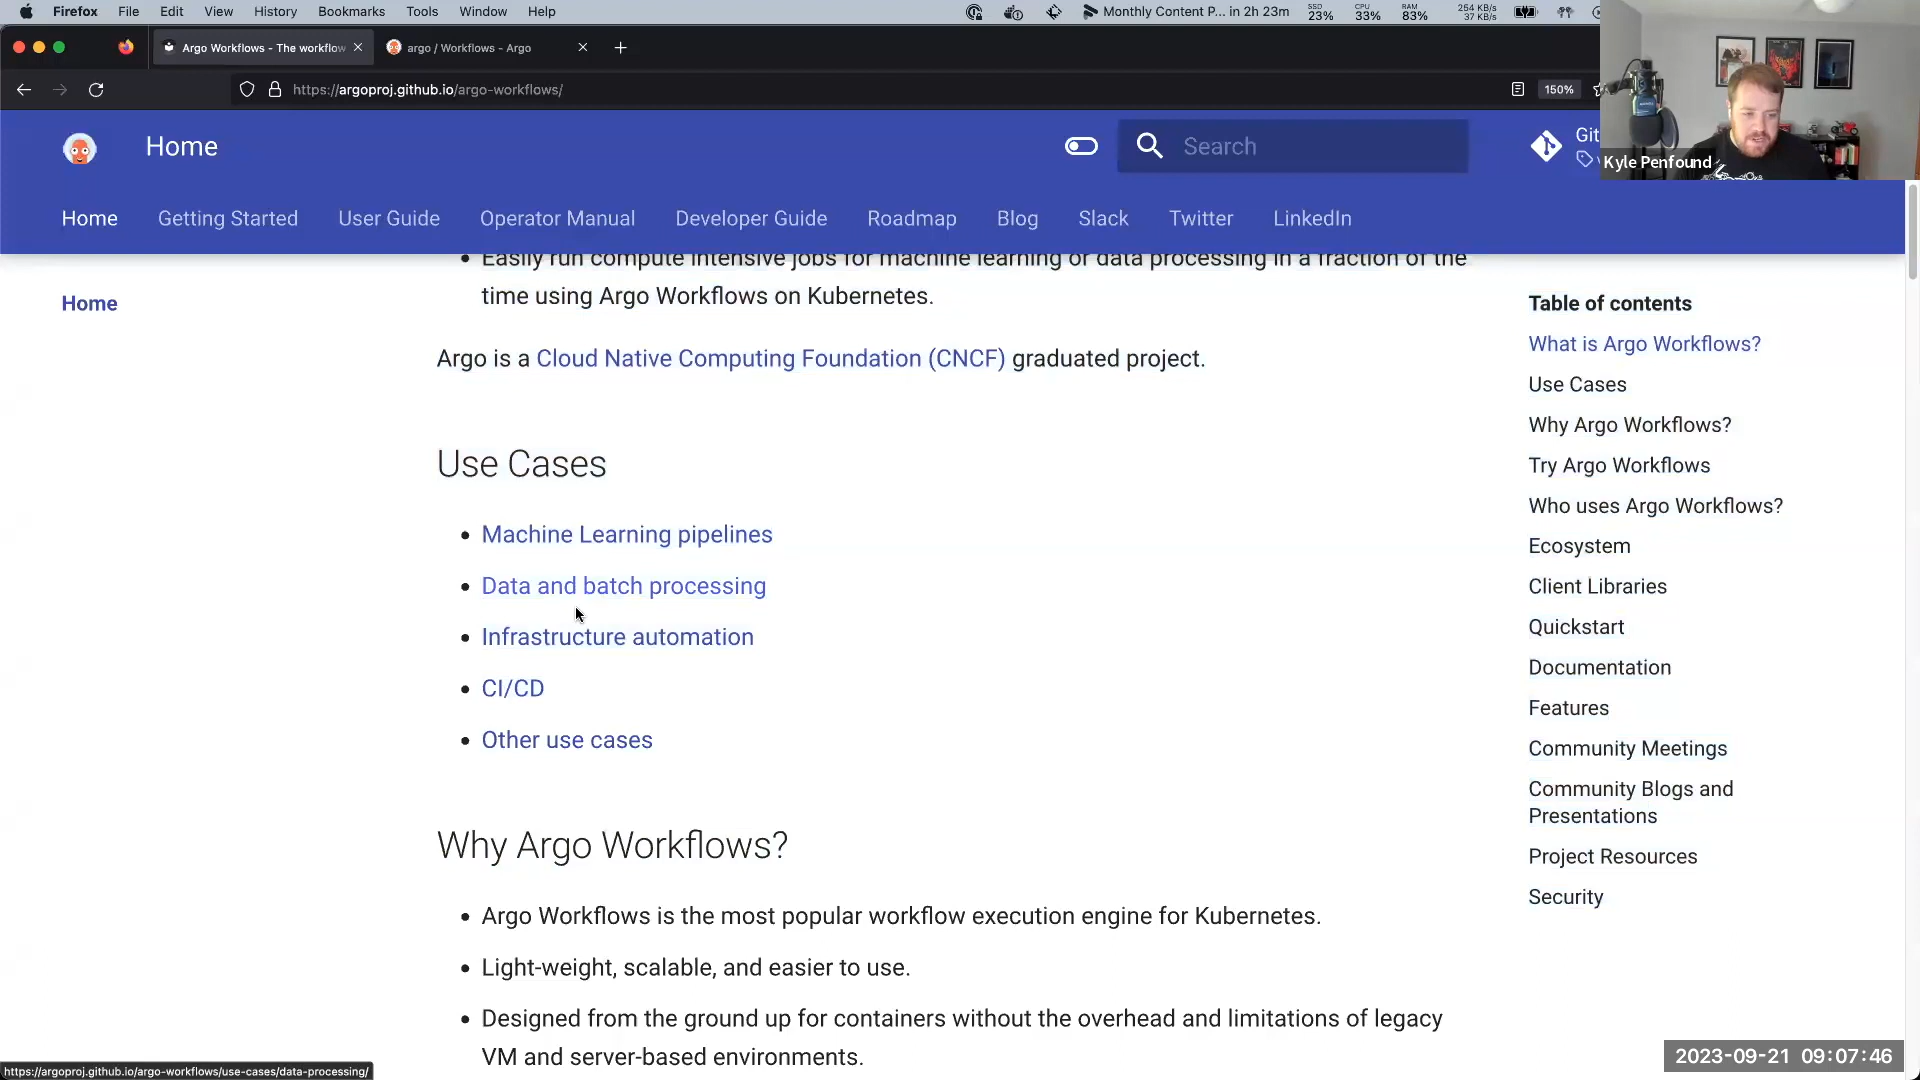 Firefox File Edit View History Bookmarks Tools Window Help
Monthly Content P... in 2h 23m
SSD 23%
CPU 33%
RAM 83%
254 KB/s
37 KB/s
Argo Workflows - The workflow
argo / Workflows - Argo
https://argoproj.github.io/argo-workflows/
150%
Home
Search
Git
Kyle Penfound
Home Getting Started User Guide Operator Manual Developer Guide Roadmap Blog Slack Twitter LinkedIn
Home
• Easily run compute intensive jobs for machine learning or data processing in a fraction of the
time using Argo Workflows on Kubernetes.
Argo is a Cloud Native Computing Foundation (CNCF) graduated project.
Use Cases
• Machine Learning pipelines
• Data and batch processing
• Infrastructure automation
• CI/CD
• Other use cases
Why Argo Workflows?
• Argo Workflows is the most popular workflow execution engine for Kubernetes.
• Light-weight, scalable, and easier to use.
• Designed from the ground up for containers without the overhead and limitations of legacy
VM and server-based environments.
Table of contents
What is Argo Workflows?
Use Cases
Why Argo Workflows?
Try Argo Workflows
Who uses Argo Workflows?
Ecosystem
Client Libraries
Quickstart
Documentation
Features
Community Meetings
Community Blogs and
Presentations
Project Resources
Security
https://argoproj.github.io/argo-workflows/use-cases/data-processing/
2023-09-21 09:07:46